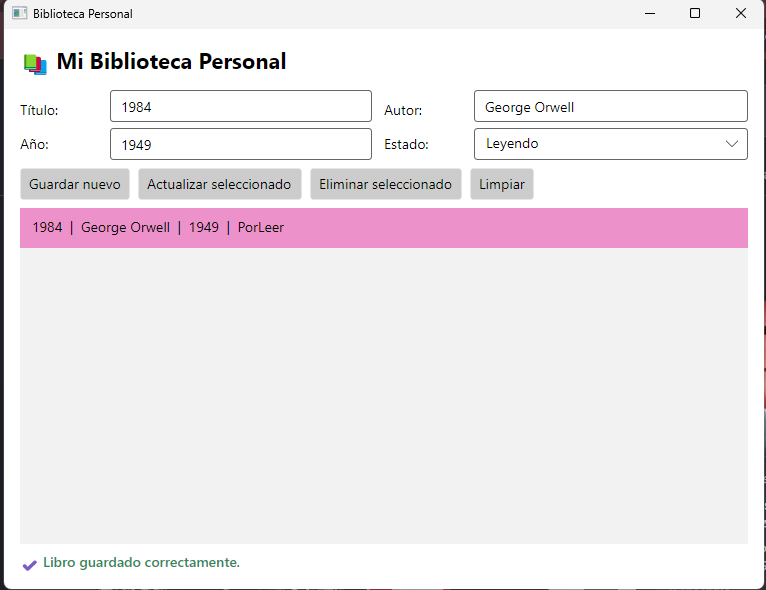 Biblioteca Personal
Mi Biblioteca Personal
Título: 1984 Autor: George Orwell
Año: 1949 Estado: Leyendo
Guardar nuevo Actualizar seleccionado Eliminar seleccionado Limpiar
1984 | George Orwell | 1949 | PorLeer
Libro guardado correctamente.